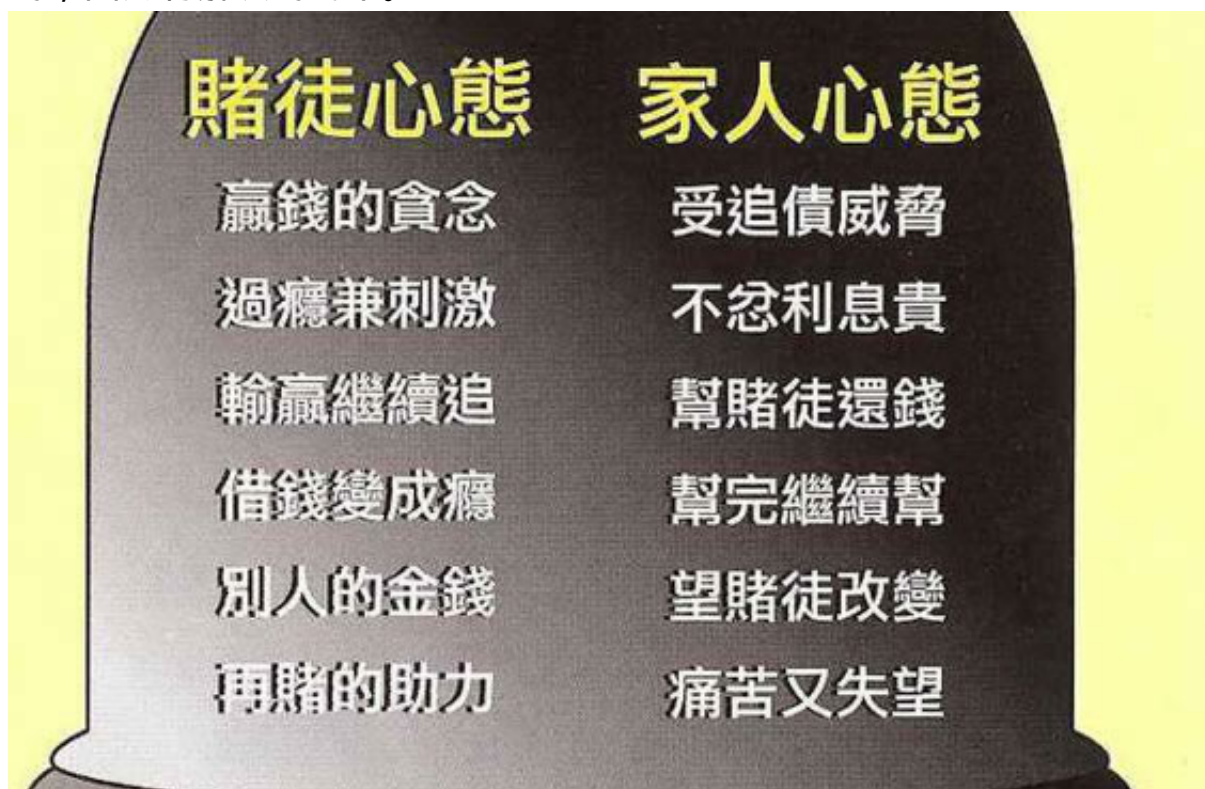 賭徒心態
贏錢的貪念
過癮兼刺激
輸贏繼續追
借錢變成癮
別人的金錢
再賭的助力
家人心態
受追債威脅
不忿利息貴
幫賭徒還錢
幫完繼續幫
望賭徒改變
痛苦又失望